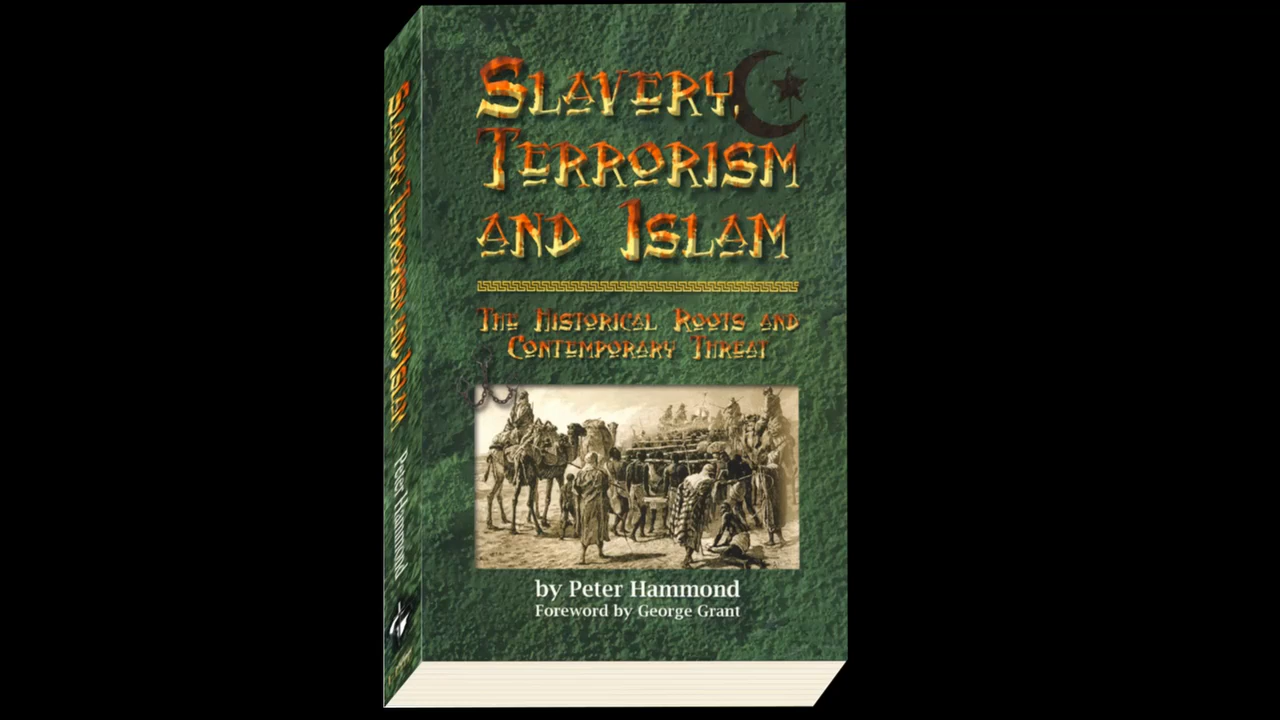 Slavery,
Terrorism
and Islam
The Historical Roots and
Contemporary Threat
by Peter Hammond
Foreword by George Grant
Slavery, Terrorism and Islam
Peter Hammond